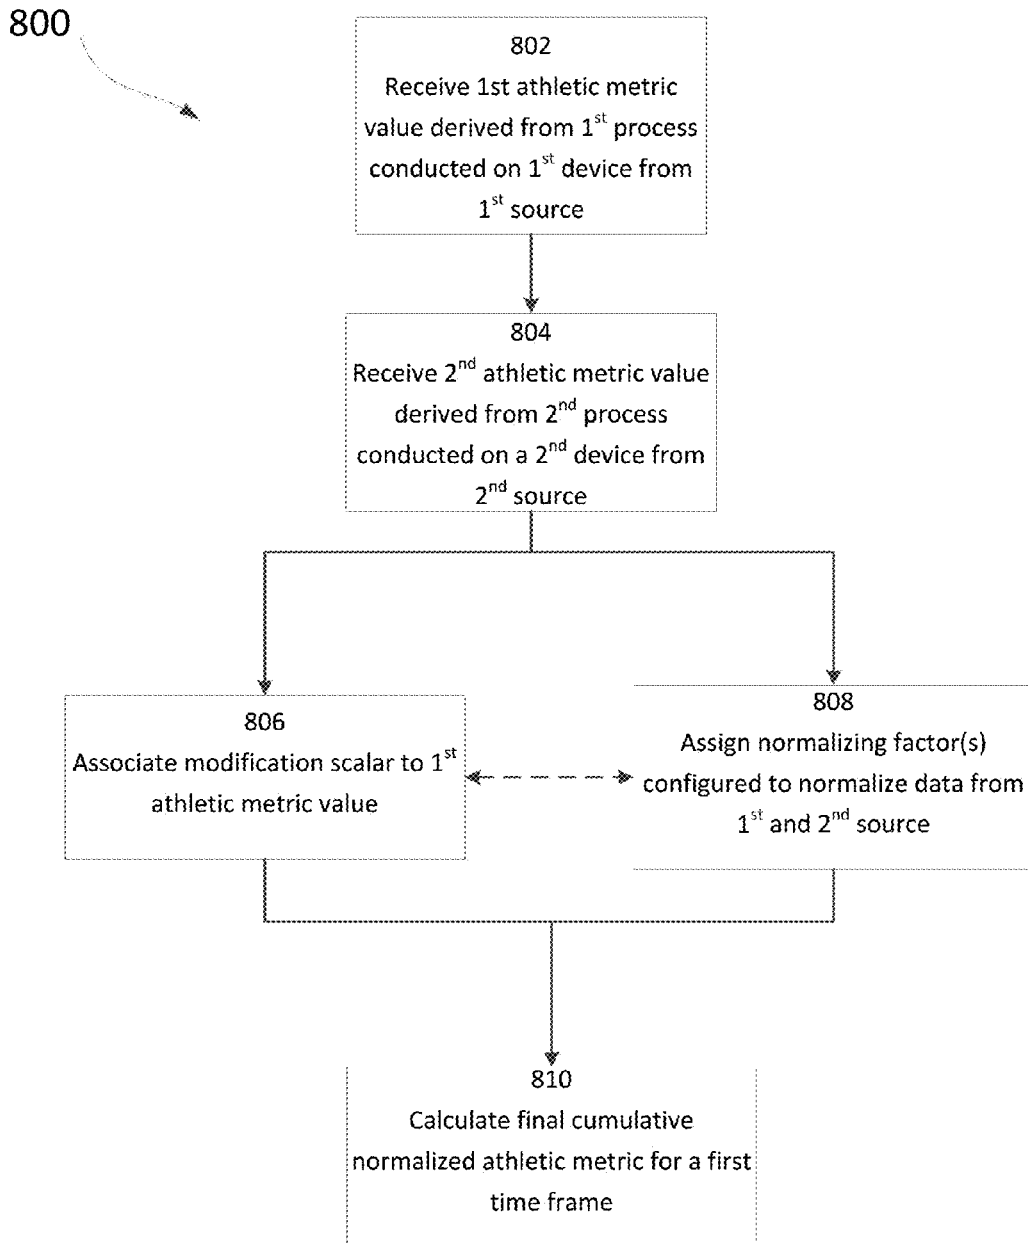 800
802
Receive 1st athletic metric
value derived from 1st process
conducted on 1st device from
1st source
804
Receive 2nd athletic metric value
derived from 2nd process
conducted on a 2nd device from
2nd source
806
Associate modification scalar to 1st
athletic metric value
808
Assign normalizing factor(s)
configured to normalize data from
1st and 2nd source
810
Calculate final cumulative
normalized athletic metric for a first
time frame